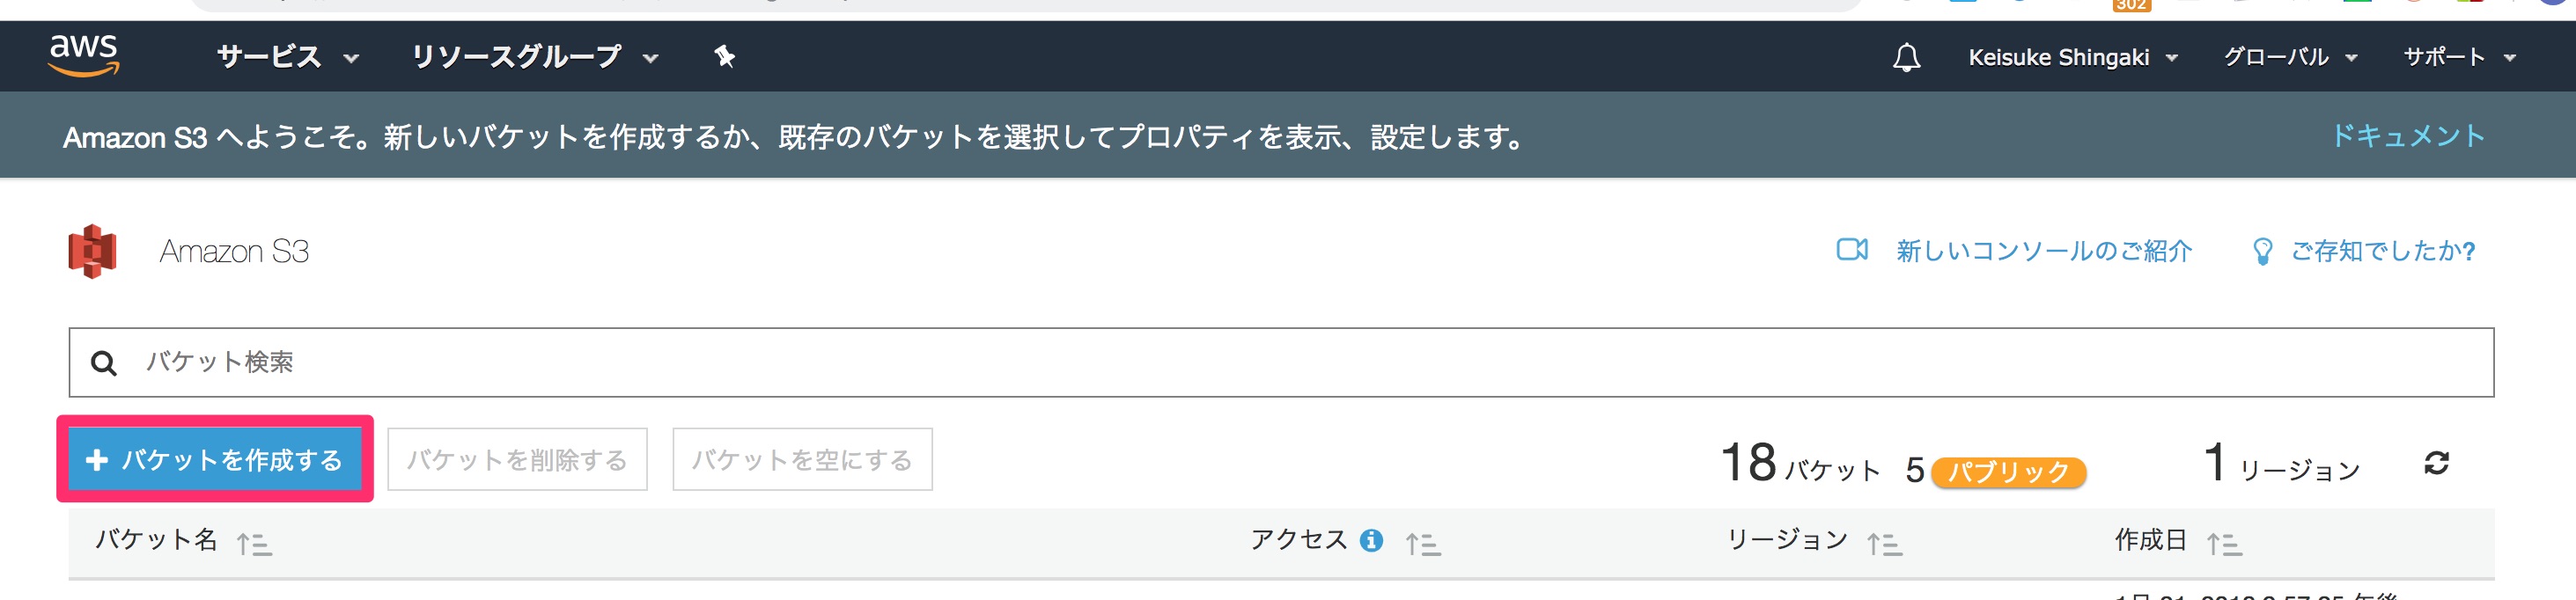 302
aws サービス リソースグループ Keisuke Shingaki グローバル サポート
Amazon S3 へようこそ。新しいバケットを作成するか、既存のバケットを選択してプロパティを表示、設定します。 ドキュメント
Amazon S3 新しいコンソールのご紹介 ご存知でしたか?
バケット検索
+ バケットを作成する バケットを削除する バケットを空にする 18 バケット 5 パブリック 1 リージョン
バケット名 アクセス リージョン 作成日